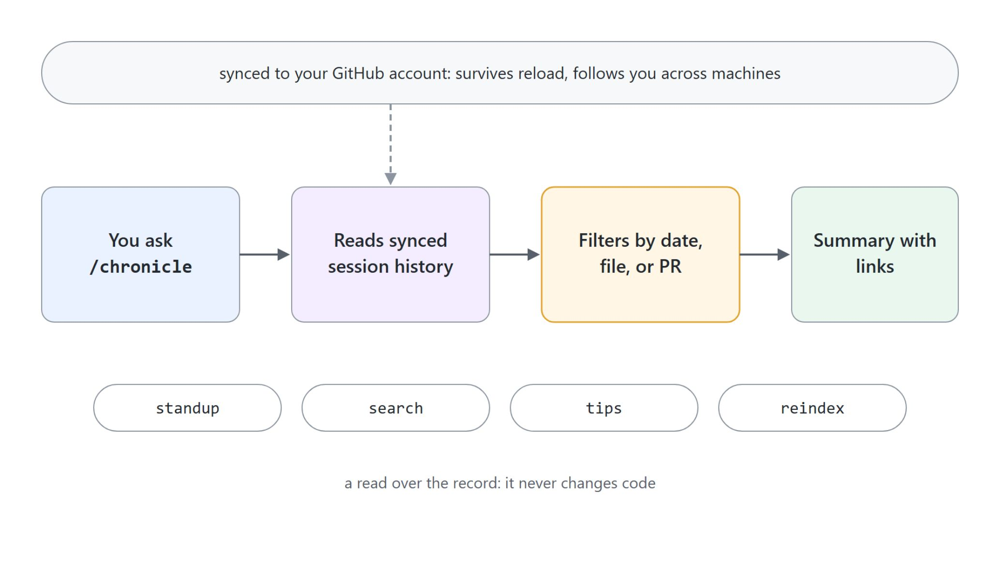 synced to your GitHub account: survives reload, follows you across machines
You ask
/chronicle
Reads synced
session history
Filters by date,
file, or PR
Summary with
links
standup
search
tips
reindex
a read over the record: it never changes code